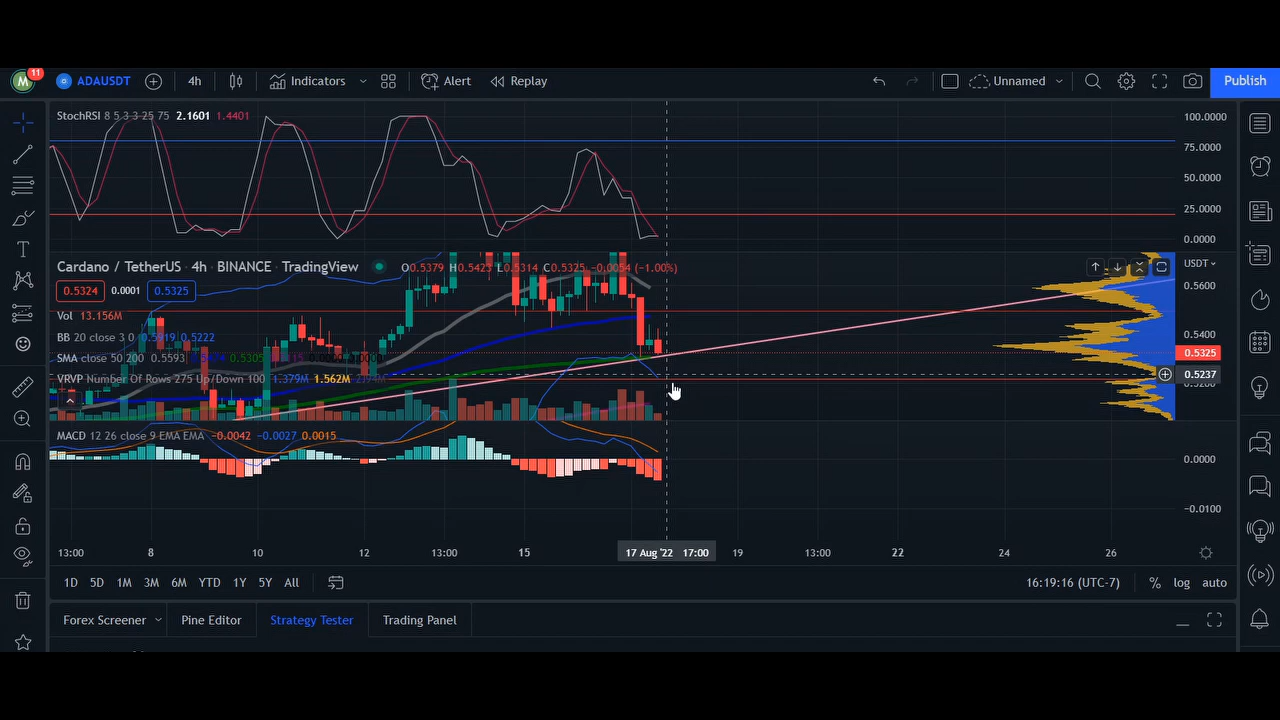 M 11 ADAUSDT 4h Indicators Alert Replay Unnamed Publish
StochRSI 8 5 3 3 25 75 2.1601 1.4401
100.0000
75.0000
50.0000
25.0000
0.0000
Cardano / TetherUS · 4h · BINANCE · TradingView O0.5379 H0.5423 L0.5314 C0.5325 −0.0054 (−1.00%)
USDT
0.5324 0.0001 0.5325
0.5600
Vol 13.156M
BB 20 close 3 0 0.5919 0.5222
0.5400
SMA close 50 200 0.5593 0.5305
0.5325
VRVP Number Of Rows 275 Up/Down 100 1.379M 1.562M
0.5237
MACD 12 26 close 9 EMA EMA −0.0042 −0.0027 0.0015
0.0000
−0.0100
13:00 8 10 12 13:00 15 17 Aug '22 17:00 19 13:00 22 24 26
1D 5D 1M 3M 6M YTD 1Y 5Y All 16:19:16 (UTC-7) % log auto
Forex Screener Pine Editor Strategy Tester Trading Panel